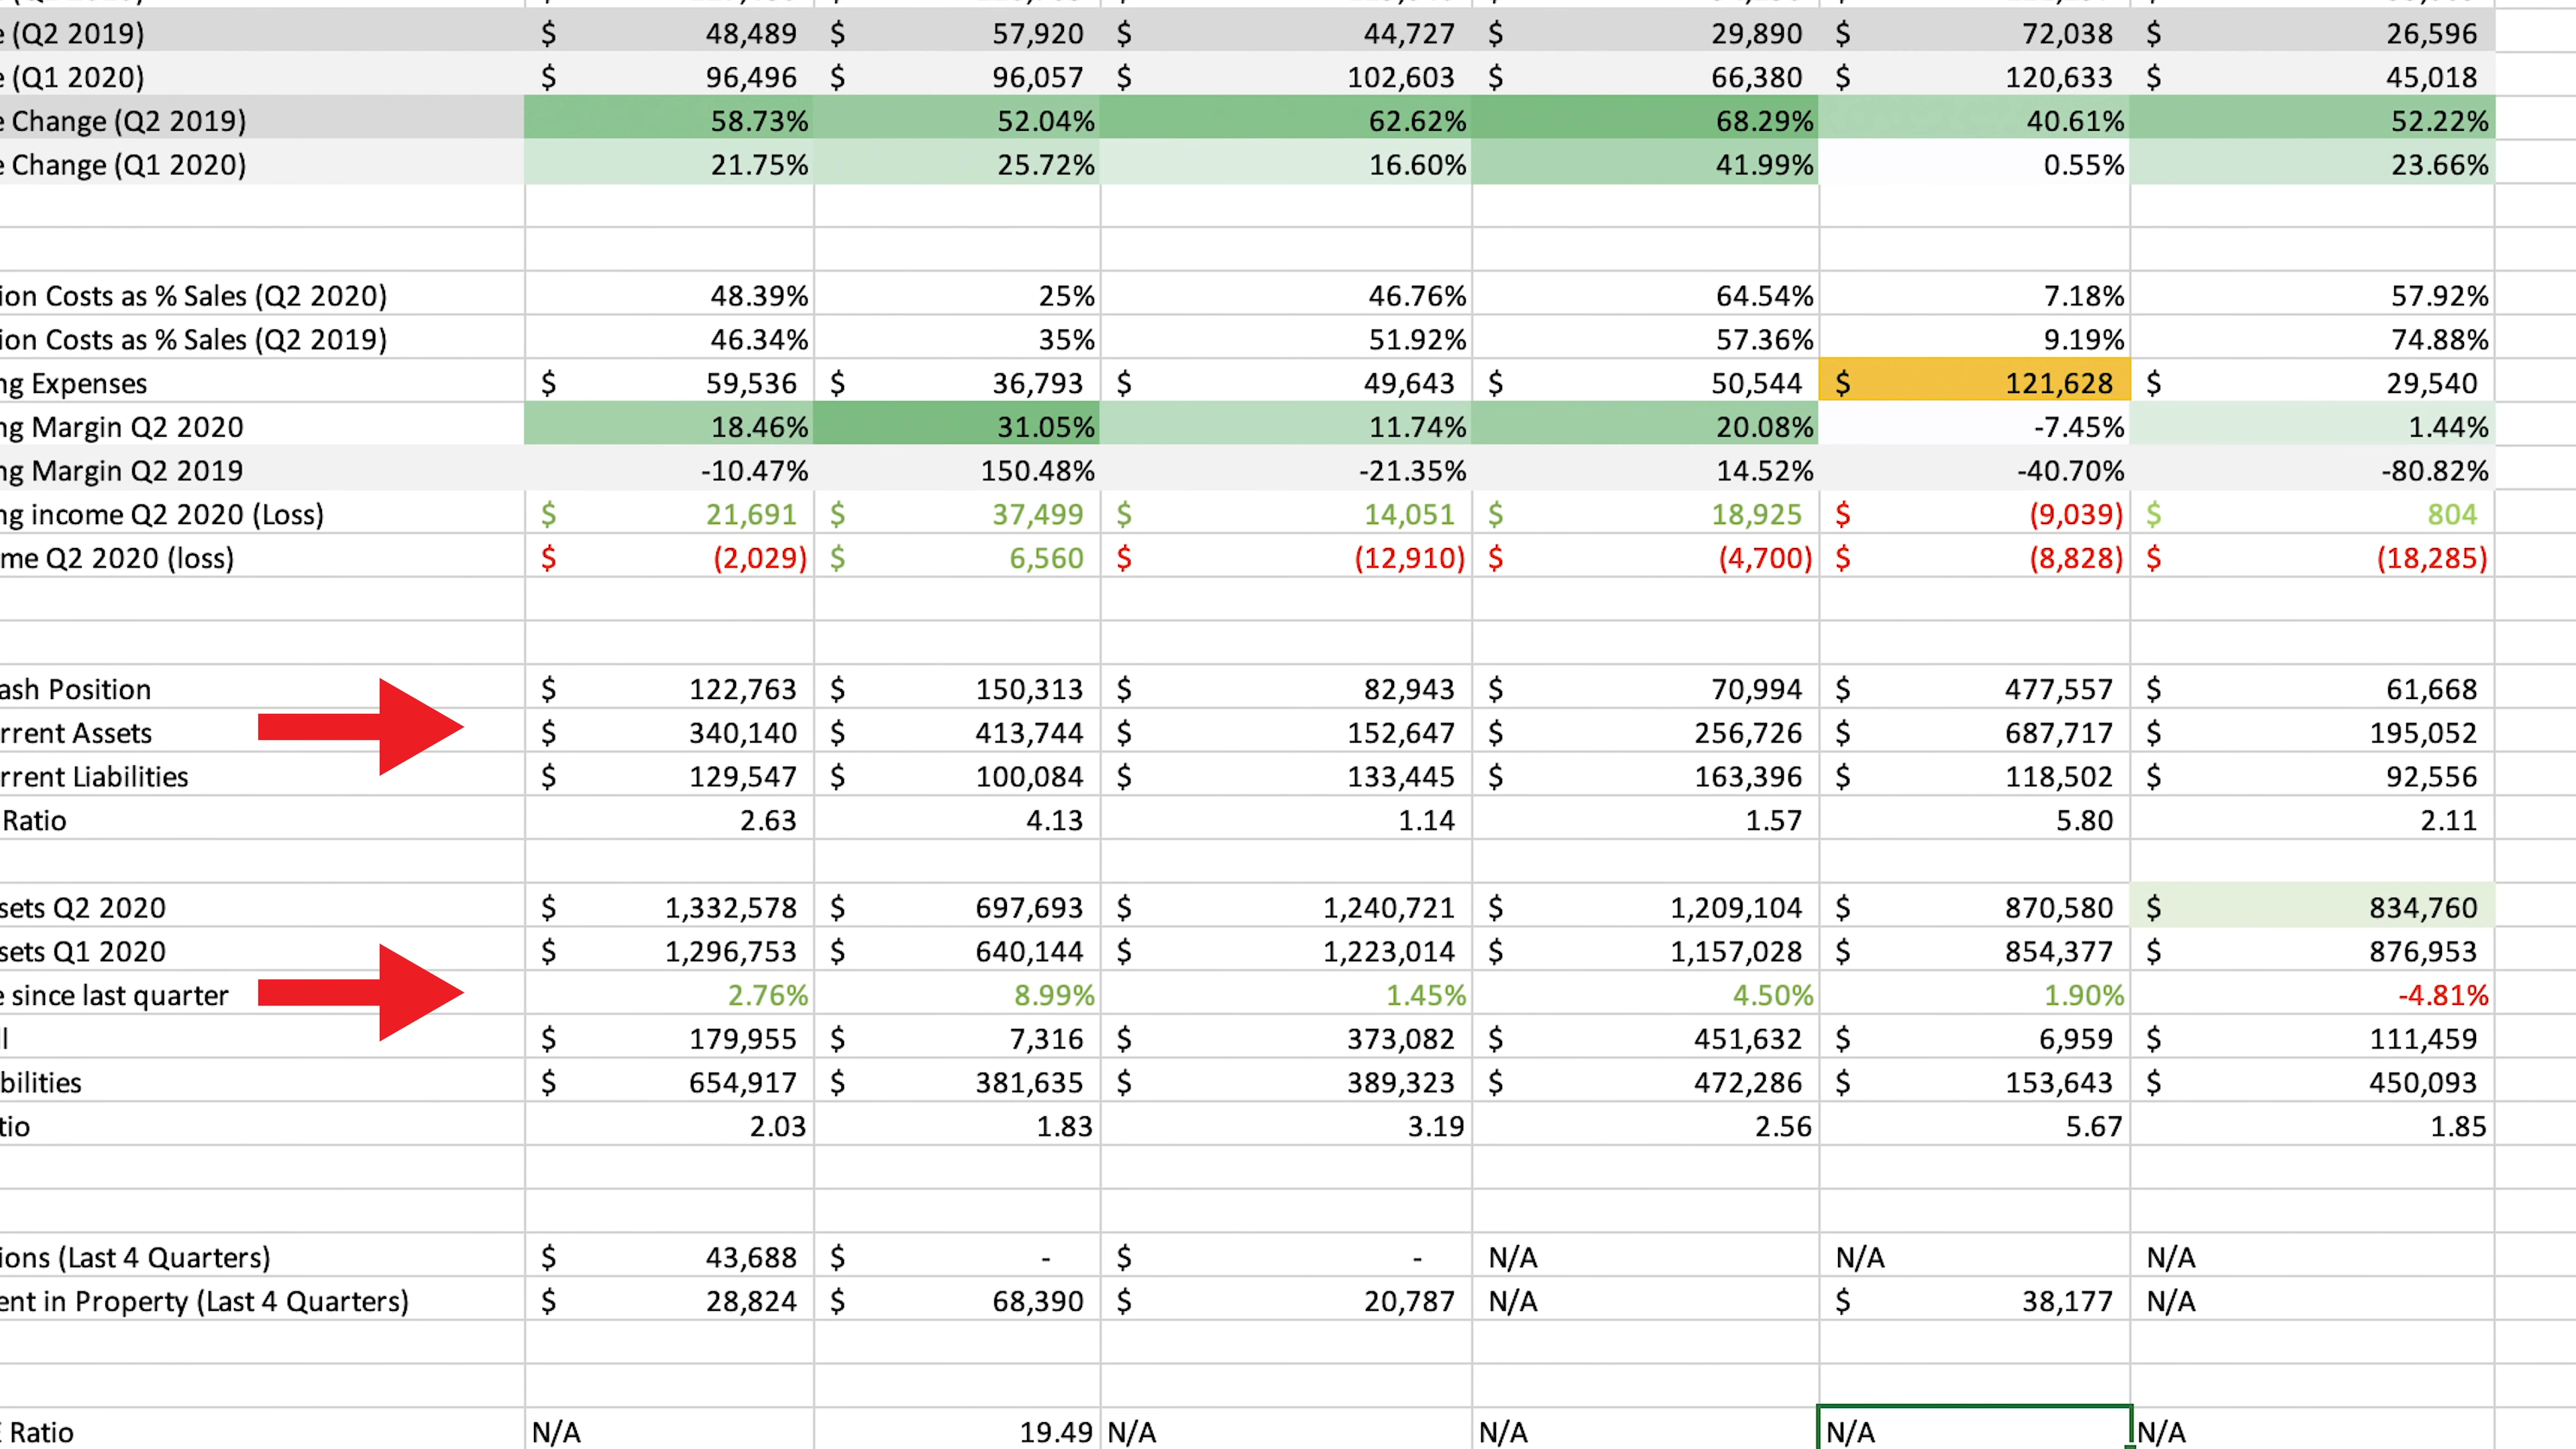 e (Q2 2019) $ 48,489 $ 57,920 $ 44,727 $ 29,890 $ 72,038 $ 26,596
e (Q1 2020) $ 96,496 $ 96,057 $ 102,603 $ 66,380 $ 120,633 $ 45,018
e Change (Q2 2019) 58.73% 52.04% 62.62% 68.29% 40.61% 52.22%
e Change (Q1 2020) 21.75% 25.72% 16.60% 41.99% 0.55% 23.66%
ion Costs as % Sales (Q2 2020) 48.39% 25% 46.76% 64.54% 7.18% 57.92%
ion Costs as % Sales (Q2 2019) 46.34% 35% 51.92% 57.36% 9.19% 74.88%
ng Expenses $ 59,536 $ 36,793 $ 49,643 $ 50,544 $ 121,628 $ 29,540
ng Margin Q2 2020 18.46% 31.05% 11.74% 20.08% -7.45% 1.44%
ng Margin Q2 2019 -10.47% 150.48% -21.35% 14.52% -40.70% -80.82%
ng income Q2 2020 (Loss) $ 21,691 $ 37,499 $ 14,051 $ 18,925 $ (9,039) $ 804
me Q2 2020 (loss) $ (2,029) $ 6,560 $ (12,910) $ (4,700) $ (8,828) $ (18,285)
ash Position $ 122,763 $ 150,313 $ 82,943 $ 70,994 $ 477,557 $ 61,668
rrent Assets $ 340,140 $ 413,744 $ 152,647 $ 256,726 $ 687,717 $ 195,052
rrent Liabilities $ 129,547 $ 100,084 $ 133,445 $ 163,396 $ 118,502 $ 92,556
Ratio 2.63 4.13 1.14 1.57 5.80 2.11
sets Q2 2020 $ 1,332,578 $ 697,693 $ 1,240,721 $ 1,209,104 $ 870,580 $ 834,760
sets Q1 2020 $ 1,296,753 $ 640,144 $ 1,223,014 $ 1,157,028 $ 854,377 $ 876,953
e since last quarter 2.76% 8.99% 1.45% 4.50% 1.90% -4.81%
ll $ 179,955 $ 7,316 $ 373,082 $ 451,632 $ 6,959 $ 111,459
bilities $ 654,917 $ 381,635 $ 389,323 $ 472,286 $ 153,643 $ 450,093
tio 2.03 1.83 3.19 2.56 5.67 1.85
ions (Last 4 Quarters) $ 43,688 $ - $ - N/A N/A N/A
ent in Property (Last 4 Quarters) $ 28,824 $ 68,390 $ 20,787 N/A $ 38,177 N/A
E Ratio N/A 19.49 N/A N/A N/A N/A